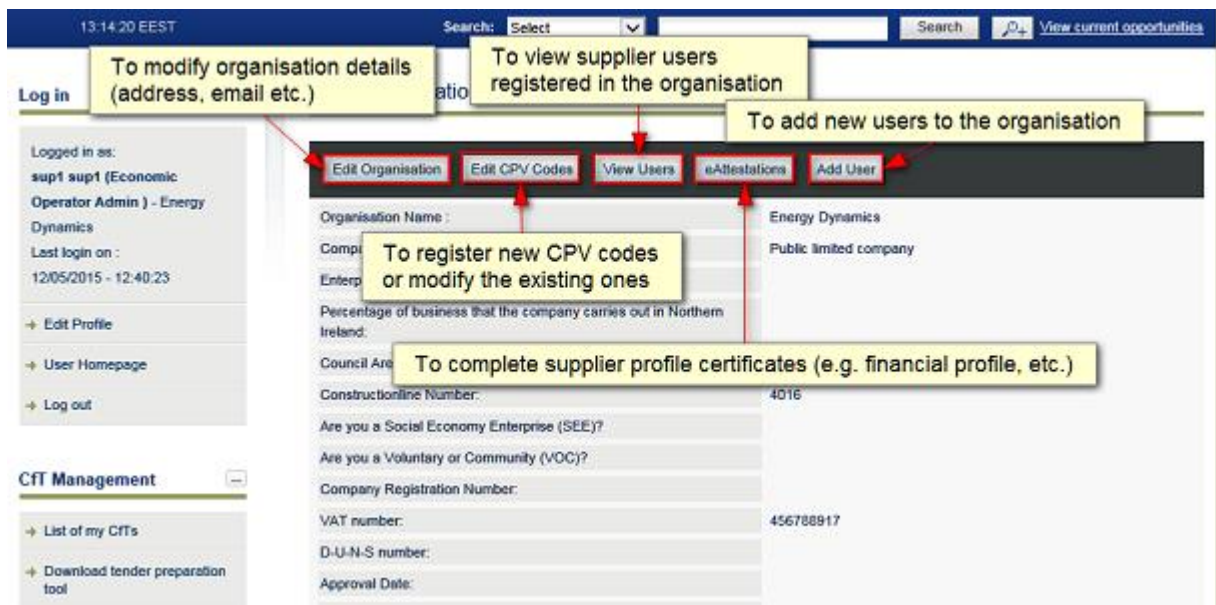 13:14:20 EEST Search: Select Search View current opportunities
To modify organisation details
(address, email etc.)
To view supplier users
registered in the organisation
Log in
To add new users to the organisation
Logged in as:
sup1 sup1 (Economic
Operator Admin ) - Energy
Dynamics
Last login on :
12/05/2015 - 12:40:23
Edit Organisation Edit CPV Codes View Users eAttestations Add User
Organisation Name : Energy Dynamics
Public limited company
To register new CPV codes
or modify the existing ones
Percentage of business that the company carries out in Northern
Ireland:
Edit Profile
User Homepage
Log out
To complete supplier profile certificates (e.g. financial profile, etc.)
Constructionline Number: 4016
Are you a Social Economy Enterprise (SEE)?
Are you a Voluntary or Community (VOC)?
Company Registration Number:
VAT number: 456788917
D-U-N-S number:
Approval Date:
CfT Management
List of my CfTs
Download tender preparation
tool